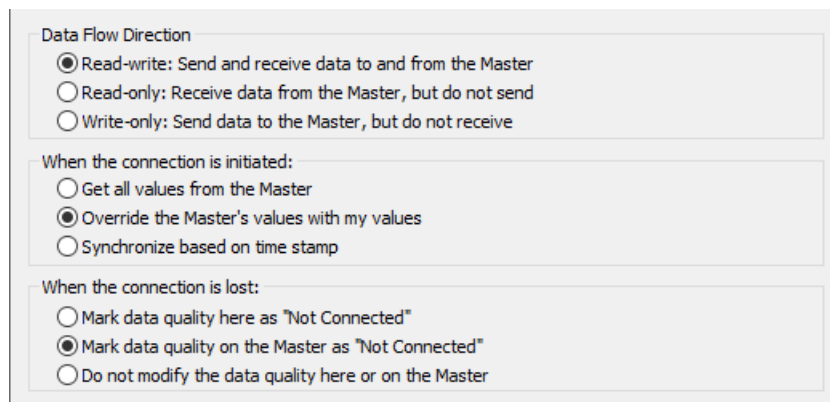 Data Flow Direction
Read-write: Send and receive data to and from the Master
Read-only: Receive data from the Master, but do not send
Write-only: Send data to the Master, but do not receive
When the connection is initiated:
Get all values from the Master
Override the Master's values with my values
Synchronize based on time stamp
When the connection is lost:
Mark data quality here as "Not Connected"
Mark data quality on the Master as "Not Connected"
Do not modify the data quality here or on the Master